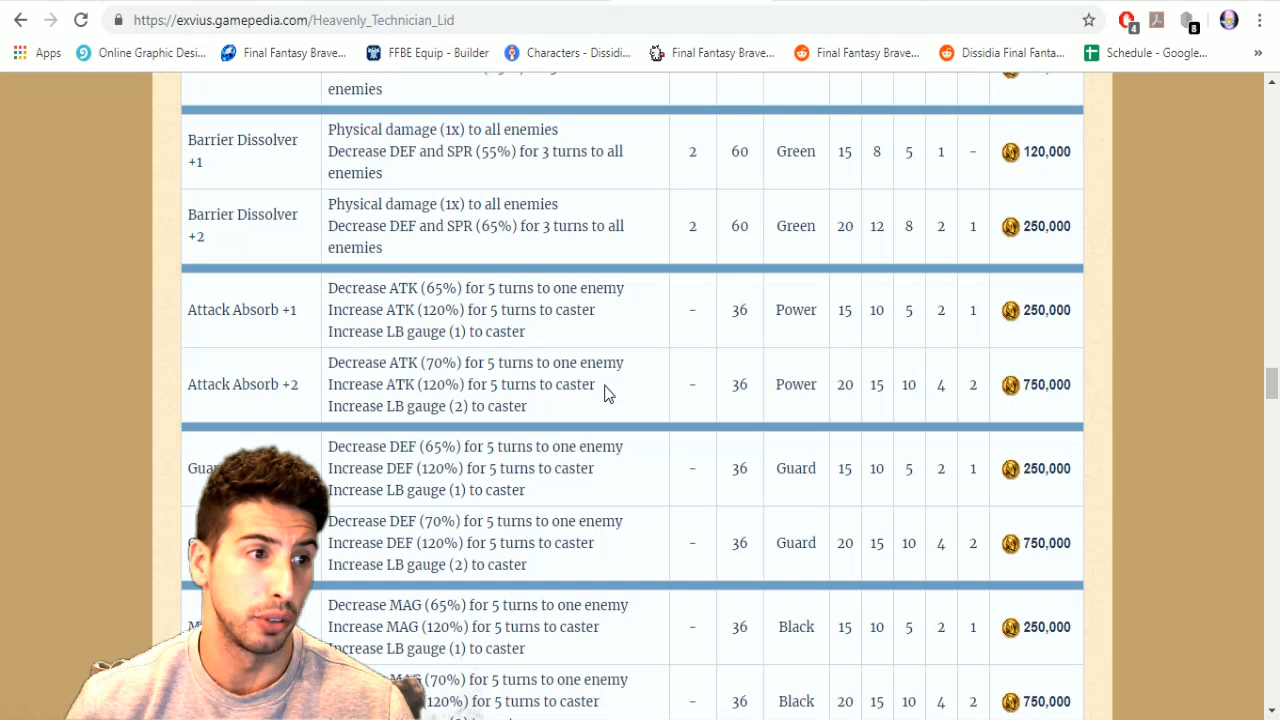 https://exvius.gamepedia.com/Heavenly_Technician_Lid
4
8
Apps
Online Graphic Desi...
Final Fantasy Brave...
FFBE Equip - Builder
Characters - Dissidi...
Final Fantasy Brave...
Final Fantasy Brave...
Dissidia Final Fanta...
Schedule - Google...
»
enemies
Barrier Dissolver +1
Physical damage (1x) to all enemies
Decrease DEF and SPR (55%) for 3 turns to all
enemies
2 60 Green 15 8 5 1 - 120,000
Barrier Dissolver +2
Physical damage (1x) to all enemies
Decrease DEF and SPR (65%) for 3 turns to all
enemies
2 60 Green 20 12 8 2 1 250,000
Attack Absorb +1
Decrease ATK (65%) for 5 turns to one enemy
Increase ATK (120%) for 5 turns to caster
Increase LB gauge (1) to caster
- 36 Power 15 10 5 2 1 250,000
Attack Absorb +2
Decrease ATK (70%) for 5 turns to one enemy
Increase ATK (120%) for 5 turns to caster
Increase LB gauge (2) to caster
- 36 Power 20 15 10 4 2 750,000
Decrease DEF (65%) for 5 turns to one enemy
Increase DEF (120%) for 5 turns to caster
Increase LB gauge (1) to caster
- 36 Guard 15 10 5 2 1 250,000
Decrease DEF (70%) for 5 turns to one enemy
Increase DEF (120%) for 5 turns to caster
Increase LB gauge (2) to caster
- 36 Guard 20 15 10 4 2 750,000
Decrease MAG (65%) for 5 turns to one enemy
Increase MAG (120%) for 5 turns to caster
Increase LB gauge (1) to caster
- 36 Black 15 10 5 2 1 250,000
MAG (70%) for 5 turns to one enemy
(120%) for 5 turns to caster
- 36 Black 20 15 10 4 2 750,000